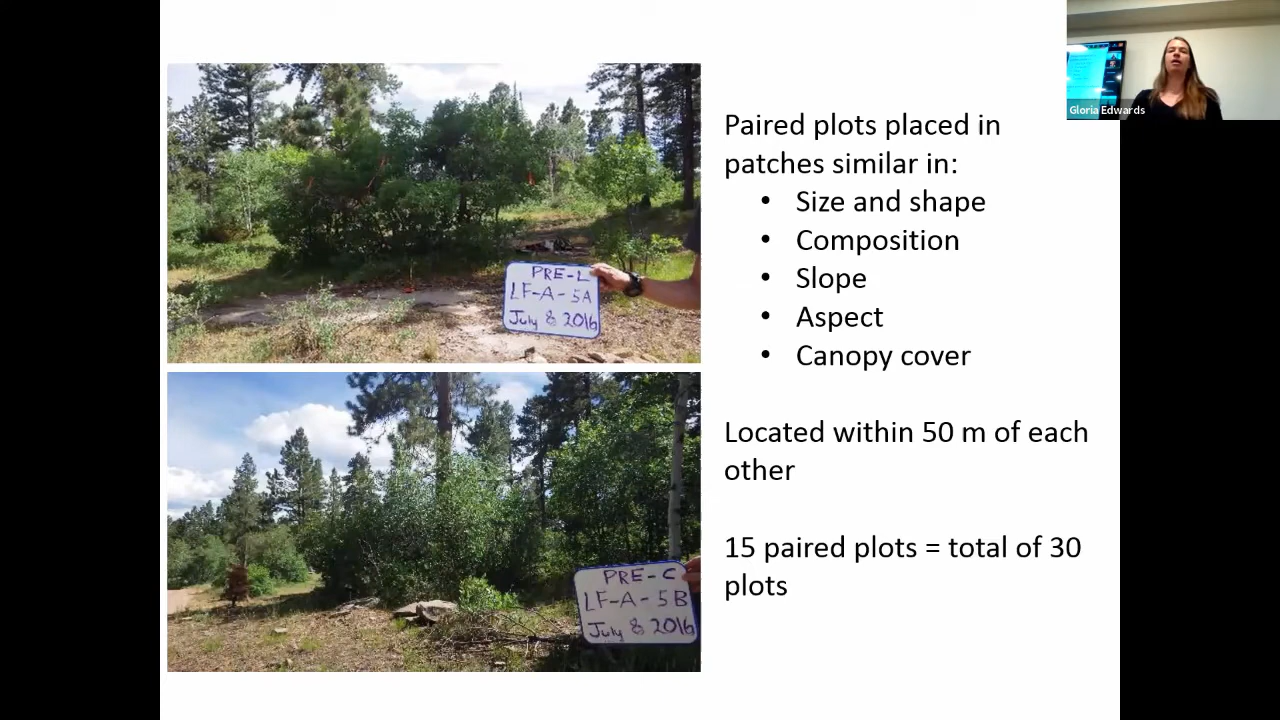 Gloria Edwards
Paired plots placed in
patches similar in:
• Size and shape
• Composition
• Slope
• Aspect
• Canopy cover
Located within 50 m of each
other
15 paired plots = total of 30
plots
PRE-L
LF-A-5A
July 8 2016
PRE-C
LF-A-5B
July 8 2016